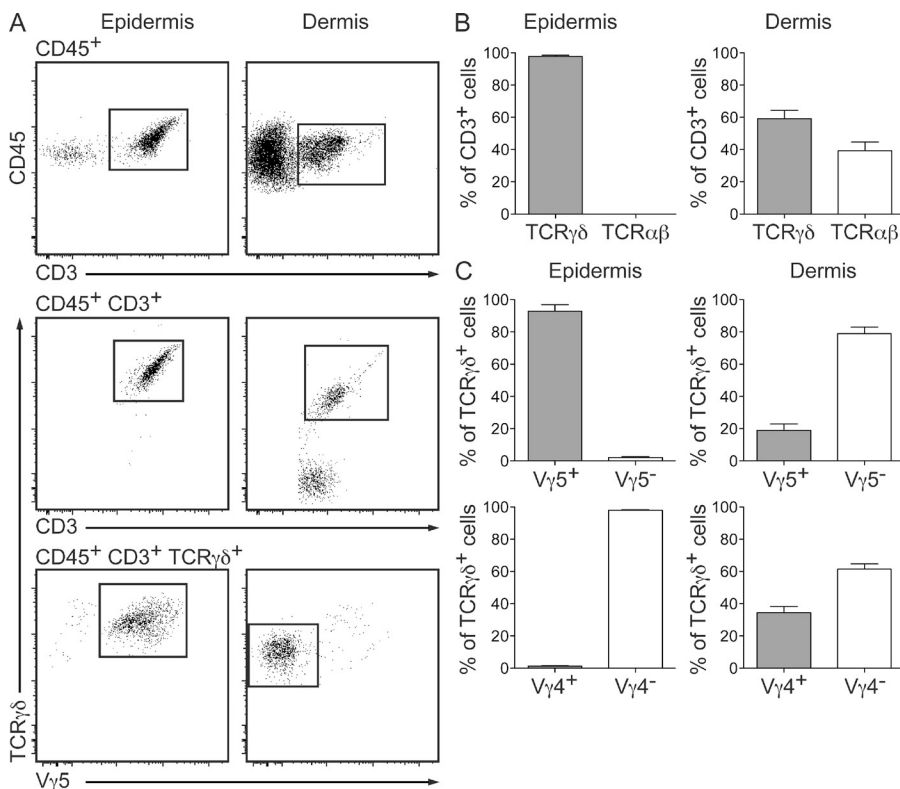 A
Epidermis
Dermis
CD45+
CD45
CD3
CD45+ CD3+
CD3
CD45+ CD3+ TCRγδ+
TCRγδ
Vγ5
B
% of CD3+ cells
100
80
60
40
20
0
TCRγδ
TCRαβ
Epidermis
% of CD3+ cells
100
80
60
40
20
0
TCRγδ
TCRαβ
Dermis
C
% of TCRγδ+ cells
100
80
60
40
20
0
Vγ5+
Vγ5-
% of TCRγδ+ cells
100
80
60
40
20
0
Vγ5+
Vγ5-
% of TCRγδ+ cells
100
80
60
40
20
0
Vγ4+
Vγ4-
% of TCRγδ+ cells
100
80
60
40
20
0
Vγ4+
Vγ4-